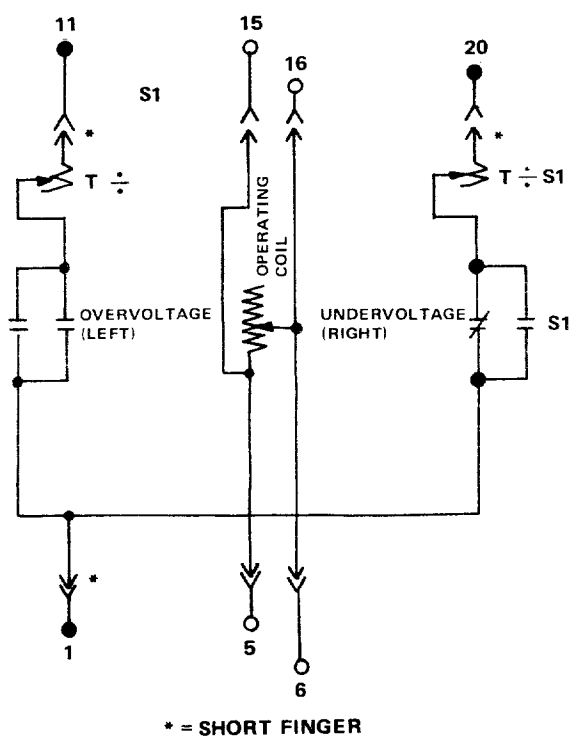 11
15
16
20
S1
*
*
T ÷
T ÷ S1
OPERATING
COIL
OVERVOLTAGE
(LEFT)
UNDERVOLTAGE
(RIGHT)
S1
*
1
5
6
* = SHORT FINGER